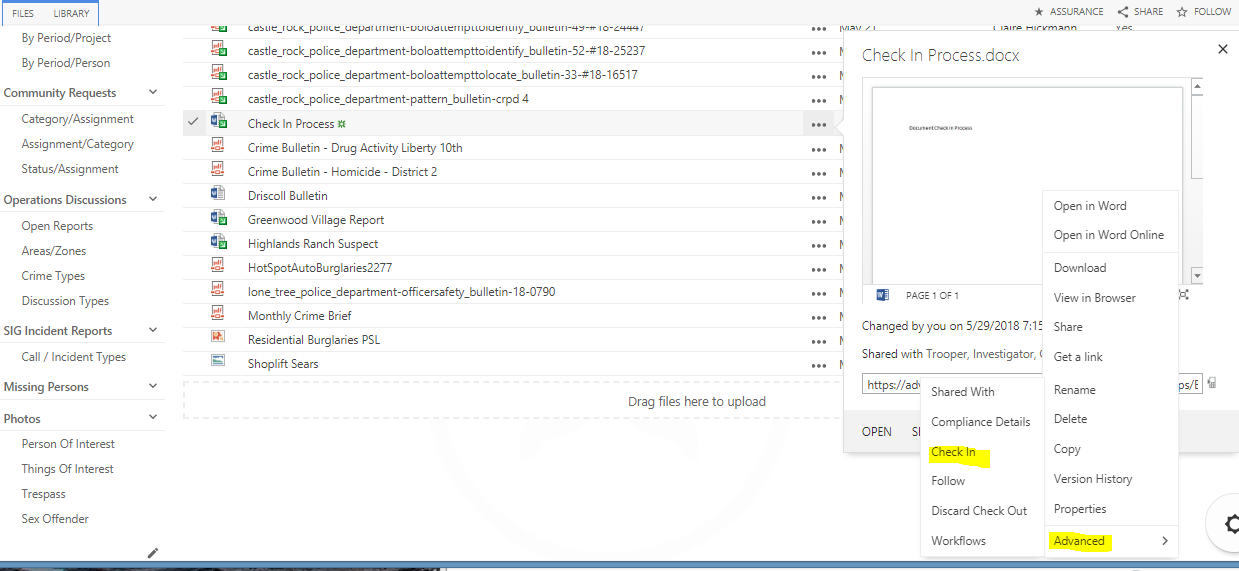 FILES LIBRARY
ASSURANCE SHARE FOLLOW
By Period/Project
By Period/Person
Community Requests
Category/Assignment
Assignment/Category
Status/Assignment
Operations Discussions
Open Reports
Areas/Zones
Crime Types
Discussion Types
SIG Incident Reports
Call / Incident Types
Missing Persons
Photos
Person Of Interest
Things Of Interest
Trespass
Sex Offender
castle_rock_police_department-boloattempttoidentify_bulletin-49-#18-24447 ... May 21 Claire Hickmann Yes
castle_rock_police_department-boloattempttoidentify_bulletin-52-#18-25237 ...
castle_rock_police_department-boloattempttolocate_bulletin-33-#18-16517 ...
castle_rock_police_department-pattern_bulletin-crpd 4 ...
Check In Process ...
Crime Bulletin - Drug Activity Liberty 10th ...
Crime Bulletin - Homicide - District 2 ...
Driscoll Bulletin ...
Greenwood Village Report ...
Highlands Ranch Suspect ...
HotSpotAutoBurglaries2277 ...
lone_tree_police_department-officersafety_bulletin-18-0790 ...
Monthly Crime Brief ...
Residential Burglaries PSL ...
Shoplift Sears ...
Drag files here to upload
Check In Process.docx
Document Check in Process
PAGE 1 OF 1
Changed by you on 5/29/2018 7:15
Shared with Trooper, Investigator,
https://adv
ps/E
OPEN
Open in Word
Open in Word Online
Download
View in Browser
Share
Get a link
Rename
Delete
Copy
Version History
Properties
Advanced
Shared With
Compliance Details
Check In
Follow
Discard Check Out
Workflows